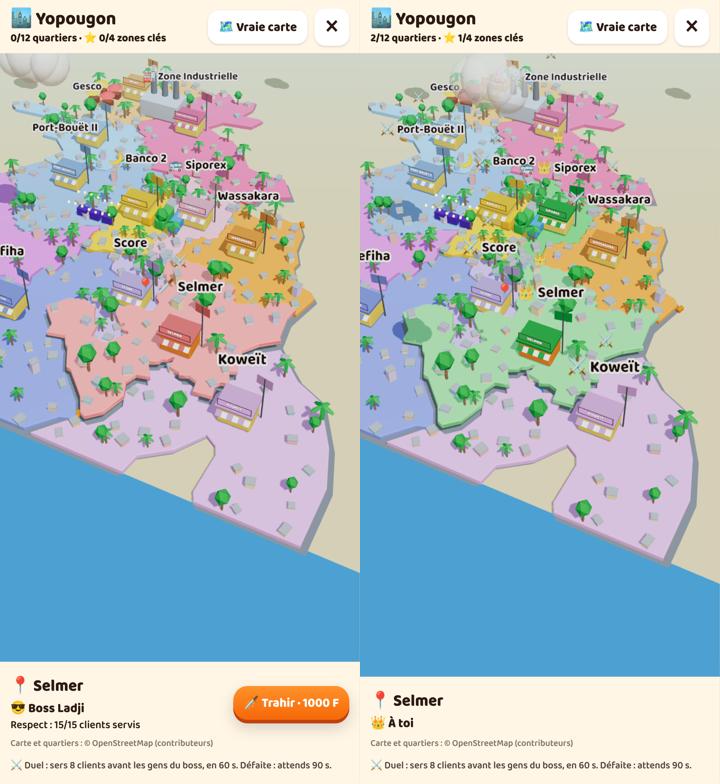 Yopougon
0/12 quartiers · ⭐ 0/4 zones clés
🗺️ Vraie carte
✕
Zone Industrielle
Gesco
Port-Bouët II
Banco 2
Siporex
Wassakara
Score
fiha
Selmer
SELMER
Koweït
📍 Selmer
😎 Boss Ladji
Respect : 15/15 clients servis
🗡️ Trahir · 1000 F
Carte et quartiers : © OpenStreetMap (contributeurs)
⚔️ Duel : sers 8 clients avant les gens du boss, en 60 s. Défaite : attends 90 s.
Yopougon
2/12 quartiers · ⭐ 1/4 zones clés
🗺️ Vraie carte
✕
Zone Industrielle
Gesco
Port-Bouët II
Banco 2
Siporex
Wassakara
Score
efiha
Selmer
SELMER
Koweït
📍 Selmer
👑 À toi
Carte et quartiers : © OpenStreetMap (contributeurs)
⚔️ Duel : sers 8 clients avant les gens du boss, en 60 s. Défaite : attends 90 s.